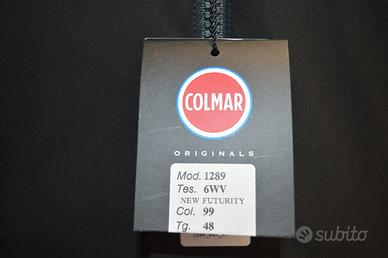 COLMAR
ORIGINALS
Mod. 1289
Tes. 6WV
NEW FUTURITY
Col. 99
Tg. 48
subito